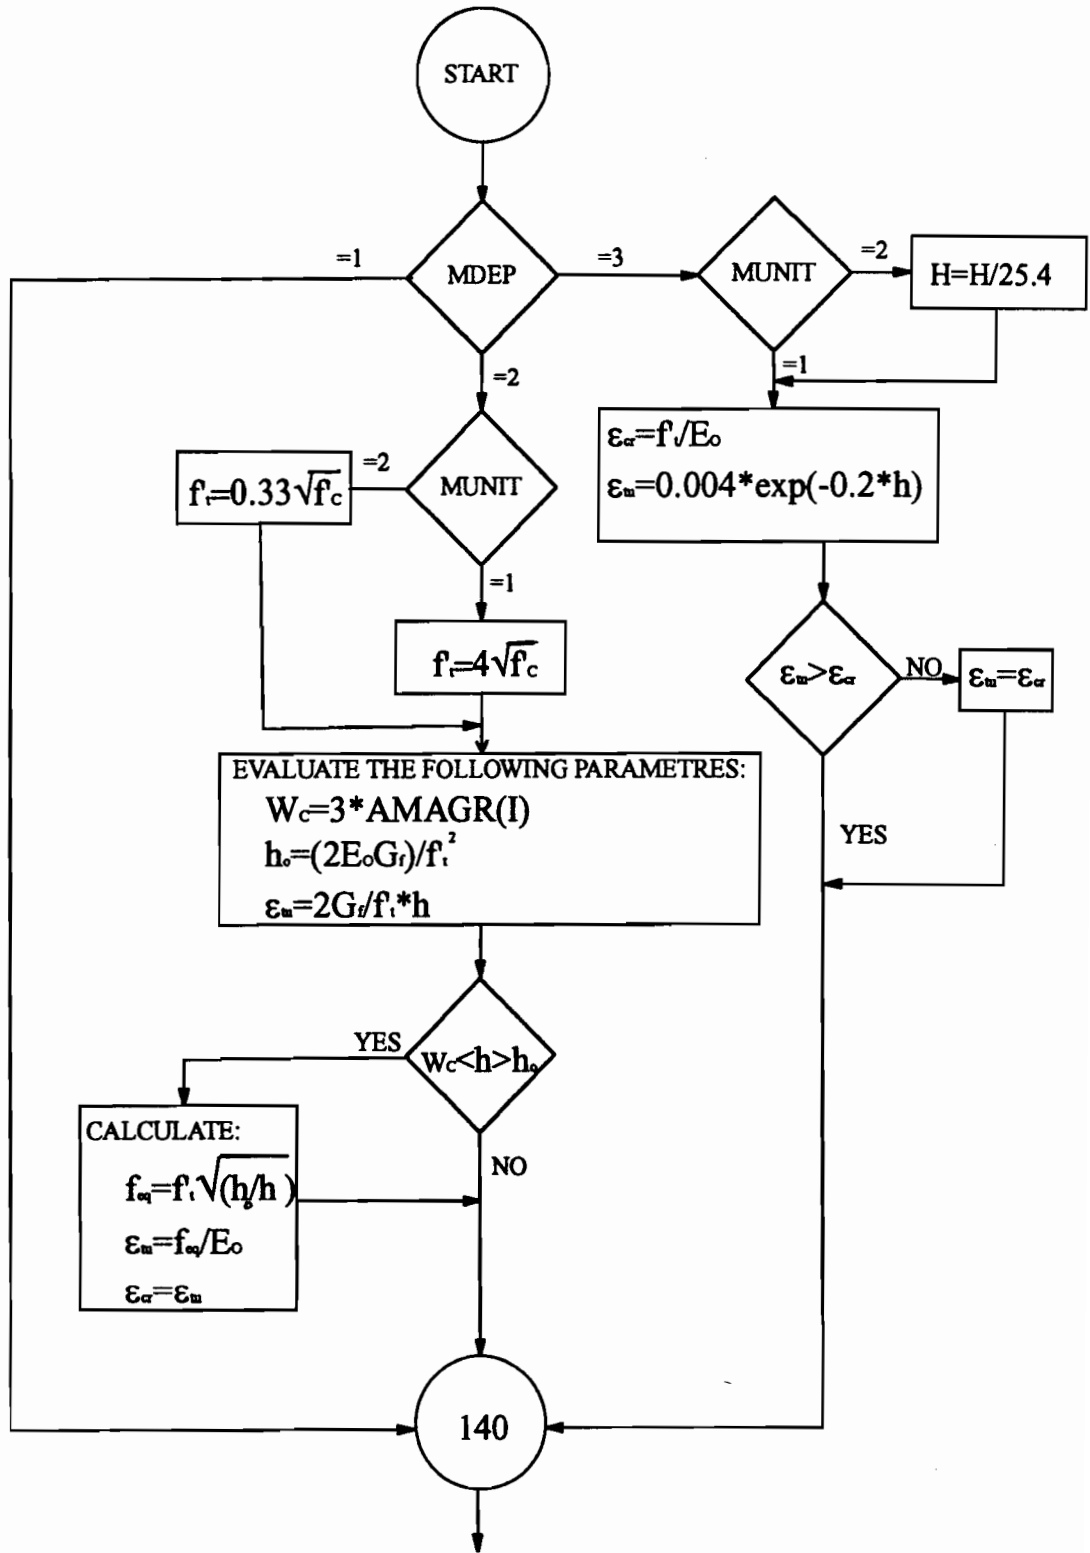 START
=1
MDEP
=3
MUNIT
=2
H=H/25.4
=2
=1
εcr=f't/Eo
εtu=0.004*exp(-0.2*h)
f't=0.33√f'c
=2
MUNIT
=1
f't=4√f'c
εtu>εcr
NO
εtu=εcr
YES
EVALUATE THE FOLLOWING PARAMETRES:
Wc=3*AMAGR(I)
ho=(2EoGf)/f't²
εtu=2Gf/f't*h
YES
Wc<h>ho
NO
CALCULATE:
feq=f't√(ho/h)
εtu=feq/Eo
εcr=εtu
140